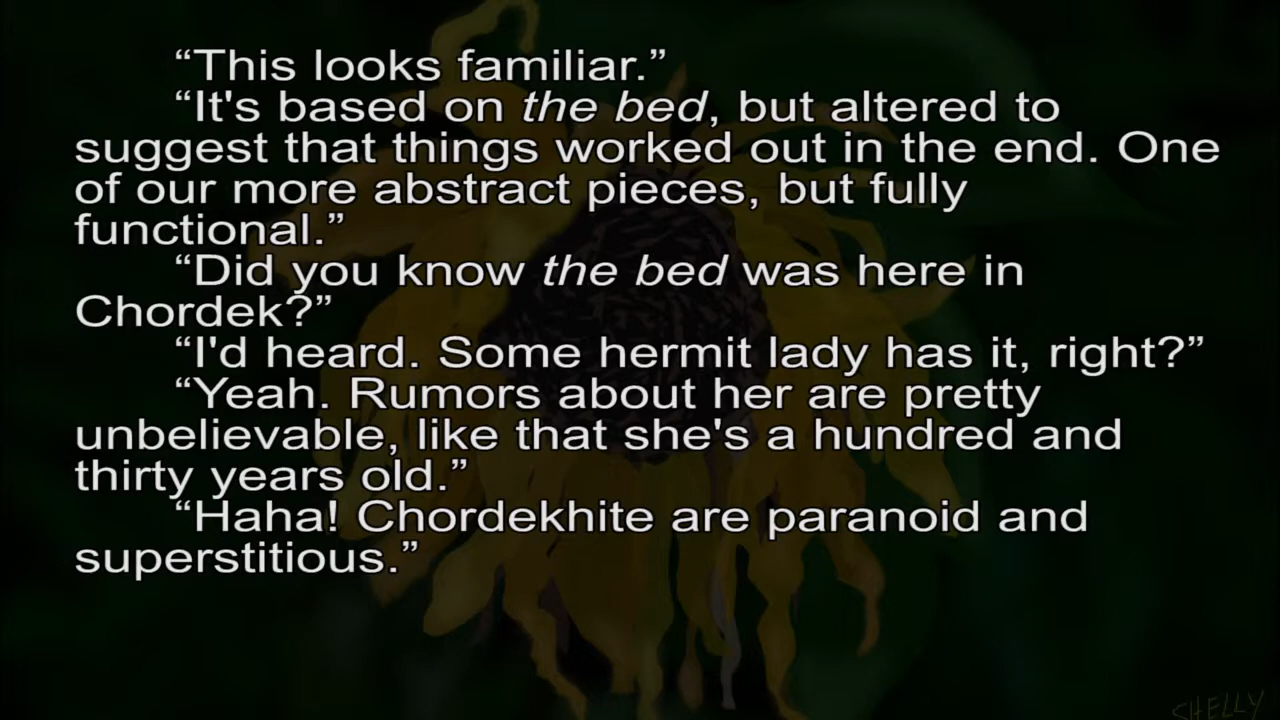 “This looks familiar.”
“It's based on the bed, but altered to
suggest that things worked out in the end. One
of our more abstract pieces, but fully
functional.”
“Did you know the bed was here in
Chordek?”
“I'd heard. Some hermit lady has it, right?”
“Yeah. Rumors about her are pretty
unbelievable, like that she's a hundred and
thirty years old.”
“Haha! Chordekhite are paranoid and
superstitious.”
SHELLY